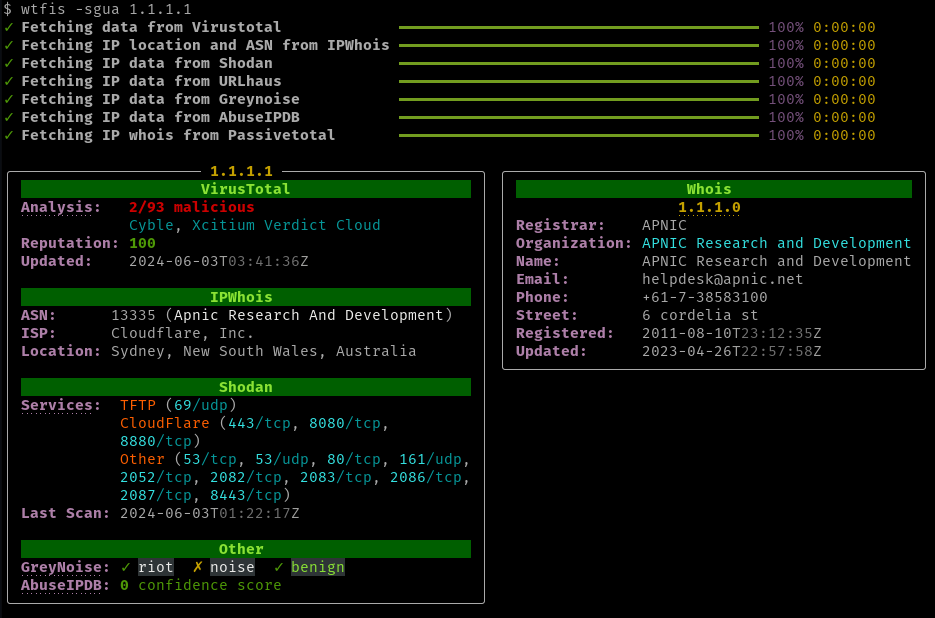 $ wtfis -sgua 1.1.1.1
✓ Fetching data from Virustotal 100% 0:00:00
✓ Fetching IP location and ASN from IPWhois 100% 0:00:00
✓ Fetching IP data from Shodan 100% 0:00:00
✓ Fetching IP data from URLhaus 100% 0:00:00
✓ Fetching IP data from Greynoise 100% 0:00:00
✓ Fetching IP data from AbuseIPDB 100% 0:00:00
✓ Fetching IP whois from Passivetotal 100% 0:00:00
1.1.1.1
VirusTotal
Analysis: 2/93 malicious
Cyble, Xcitium Verdict Cloud
Reputation: 100
Updated: 2024-06-03T03:41:36Z
IPWhois
ASN: 13335 (Apnic Research And Development)
ISP: Cloudflare, Inc.
Location: Sydney, New South Wales, Australia
Shodan
Services: TFTP (69/udp)
CloudFlare (443/tcp, 8080/tcp,
8880/tcp)
Other (53/tcp, 53/udp, 80/tcp, 161/udp,
2052/tcp, 2082/tcp, 2083/tcp, 2086/tcp,
2087/tcp, 8443/tcp)
Last Scan: 2024-06-03T01:22:17Z
Other
GreyNoise: ✓ riot ✗ noise ✓ benign
AbuseIPDB: 0 confidence score
Whois
1.1.1.0
Registrar: APNIC
Organization: APNIC Research and Development
Name: APNIC Research and Development
Email: helpdesk@apnic.net
Phone: +61-7-38583100
Street: 6 cordelia st
Registered: 2011-08-10T23:12:35Z
Updated: 2023-04-26T22:57:58Z